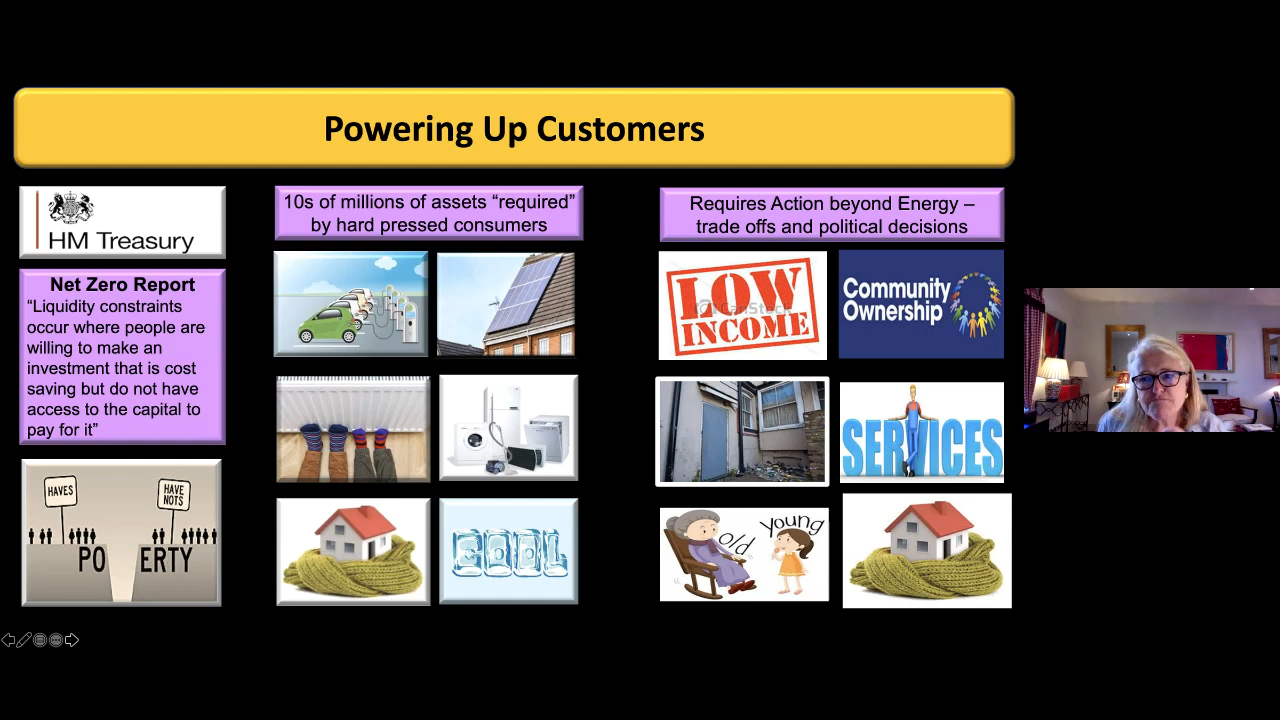 Powering Up Customers
HM Treasury
Net Zero Report
“Liquidity constraints
occur where people are
willing to make an
investment that is cost
saving but do not have
access to the capital to
pay for it”
HAVES
HAVE
NOTS
PO ERTY
10s of millions of assets “required”
by hard pressed consumers
COOL
Requires Action beyond Energy –
trade offs and political decisions
LOW
INCOME
Community
Ownership
SERVICES
old
young